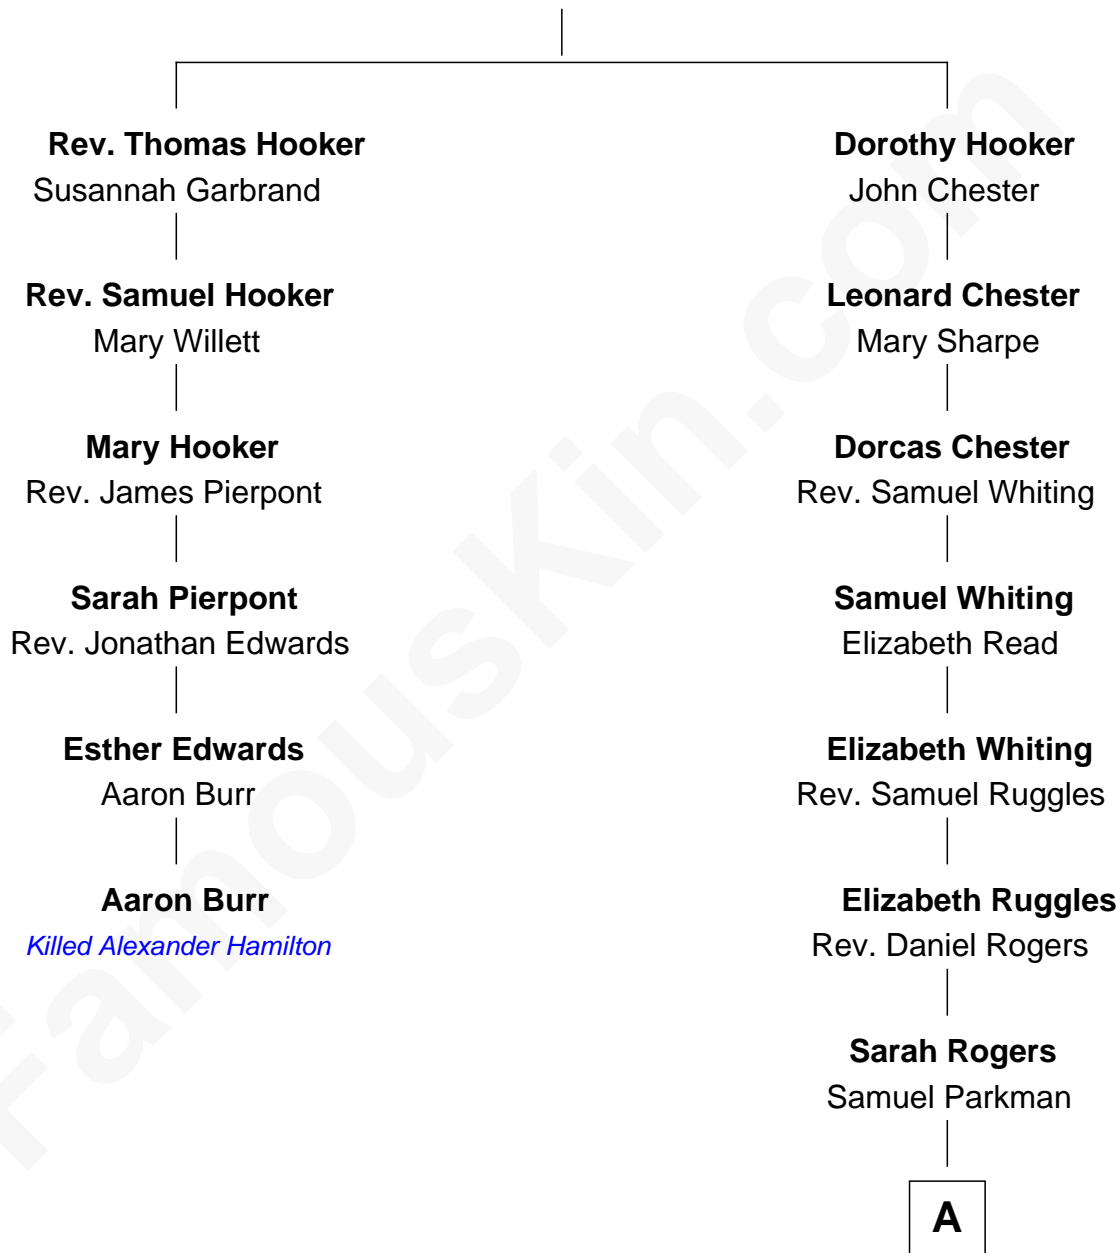 Rev. Thomas Hooker
Susannah Garbrand
Rev. Samuel Hooker
Mary Willett
Mary Hooker
Rev. James Pierpont
Sarah Pierpont
Rev. Jonathan Edwards
Esther Edwards
Aaron Burr
Aaron Burr
Killed Alexander Hamilton
Dorothy Hooker
John Chester
Leonard Chester
Mary Sharpe
Dorcas Chester
Rev. Samuel Whiting
Samuel Whiting
Elizabeth Read
Elizabeth Whiting
Rev. Samuel Ruggles
Elizabeth Ruggles
Rev. Daniel Rogers
Sarah Rogers
Samuel Parkman
A
FamousKin.com